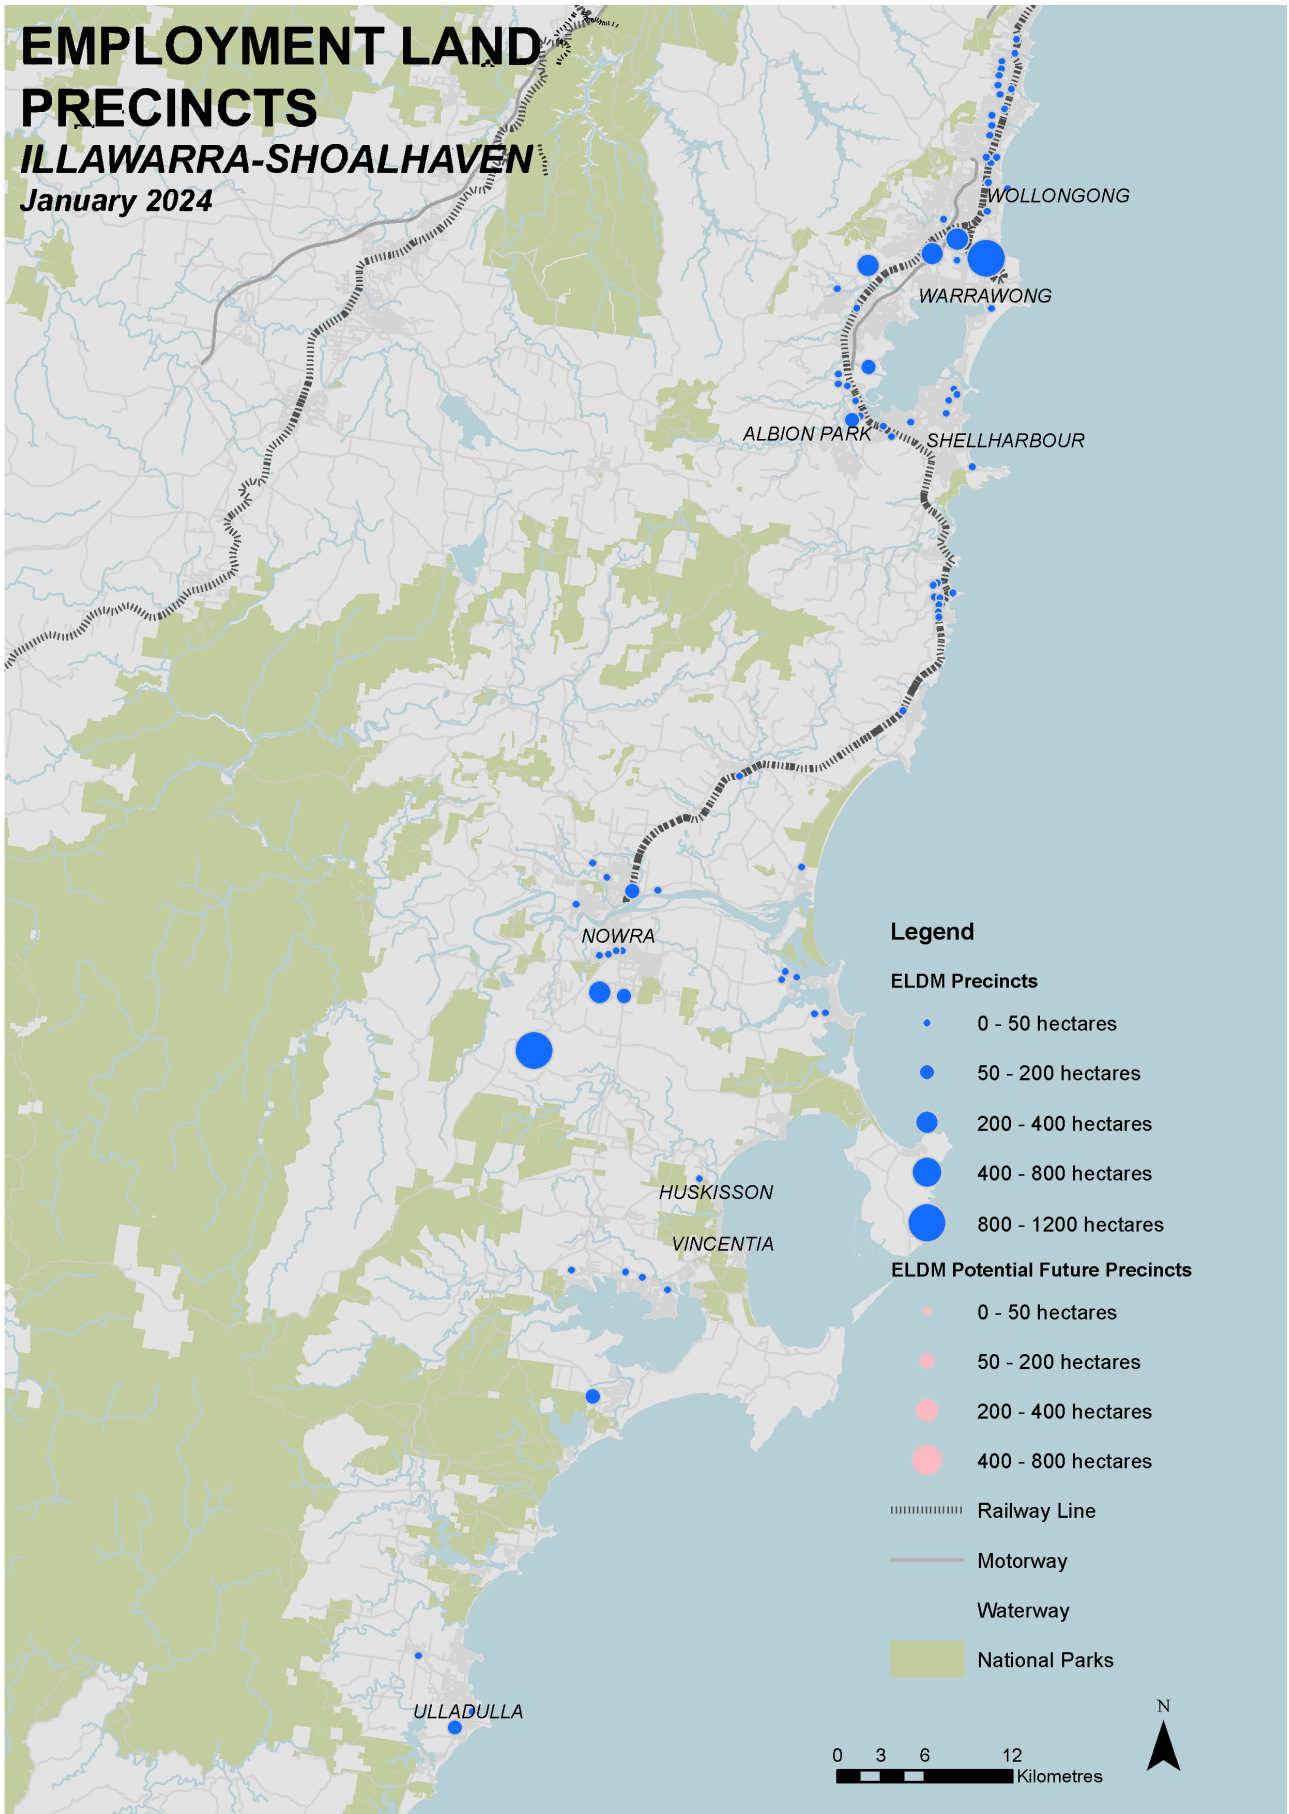 EMPLOYMENT LAND
PRECINCTS
ILLAWARRA-SHOALHAVEN
January 2024
WOLLONGONG
WARRAWONG
ALBION PARK
SHELLHARBOUR
NOWRA
HUSKISSON
VINCENTIA
ULLADULLA
Legend
ELDM Precincts
0 - 50 hectares
50 - 200 hectares
200 - 400 hectares
400 - 800 hectares
800 - 1200 hectares
ELDM Potential Future Precincts
0 - 50 hectares
50 - 200 hectares
200 - 400 hectares
400 - 800 hectares
Railway Line
Motorway
Waterway
National Parks
N
0 3 6 12
Kilometres